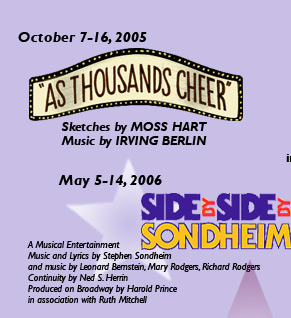 October 7-16, 2005
"AS THOUSANDS CHEER"
Sketches by MOSS HART
Music by IRVING BERLIN
May 5-14, 2006
SIDE BY SIDE BY
SONDHEIM
A Musical Entertainment
Music and Lyrics by Stephen Sondheim
and music by Leonard Bernstein, Mary Rodgers, Richard Rodgers
Continuity by Ned S. Herrin
Produced on Broadway by Harold Prince
in association with Ruth Mitchell